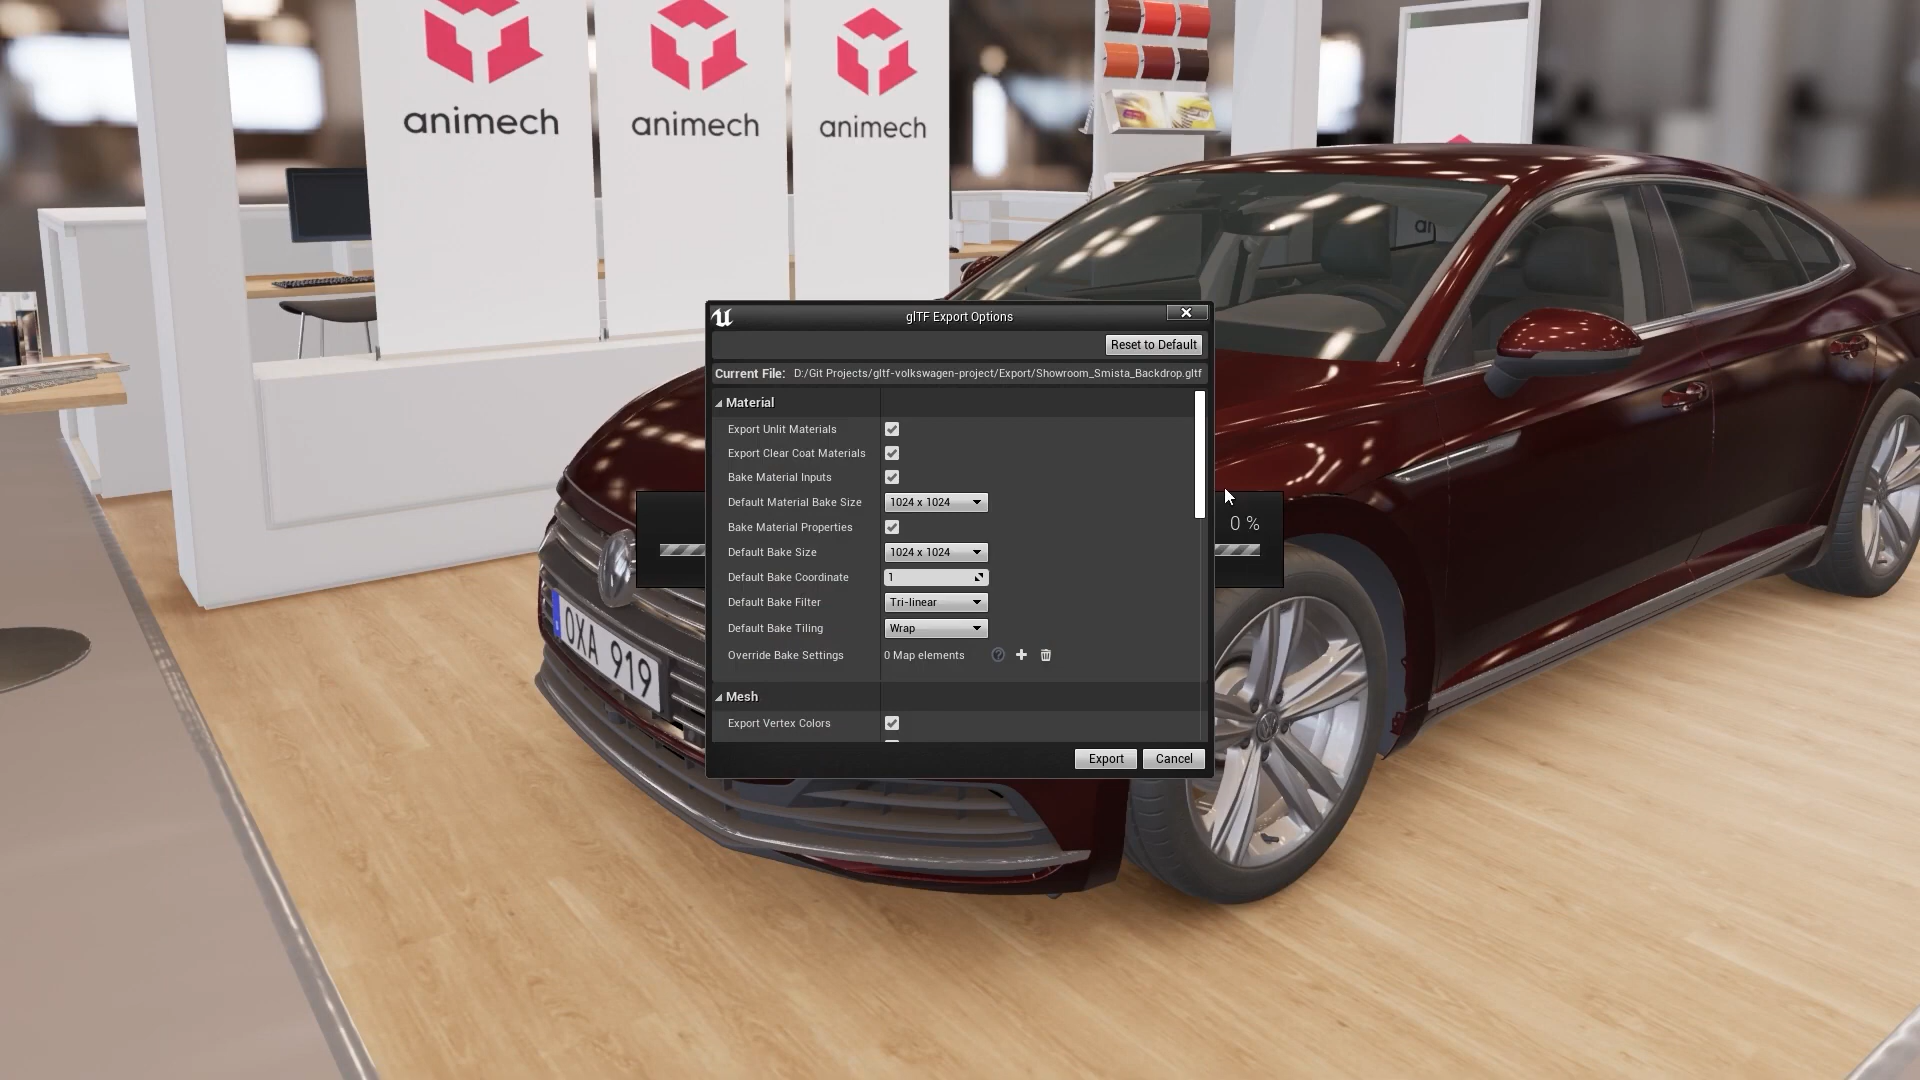 animech
animech
animech
glTF Export Options
Reset to Default
Current File: D:/Git Projects/gltf-volkswagen-project/Export/Showroom_Smista_Backdrop.gltf
Material
Export Unlit Materials
Export Clear Coat Materials
Bake Material Inputs
Default Material Bake Size 1024 x 1024
Bake Material Properties
Default Bake Size 1024 x 1024
Default Bake Coordinate 1
Default Bake Filter Tri-linear
Default Bake Tiling Wrap
Override Bake Settings 0 Map elements
Mesh
Export Vertex Colors
Export Cancel
0 %
OXA 919